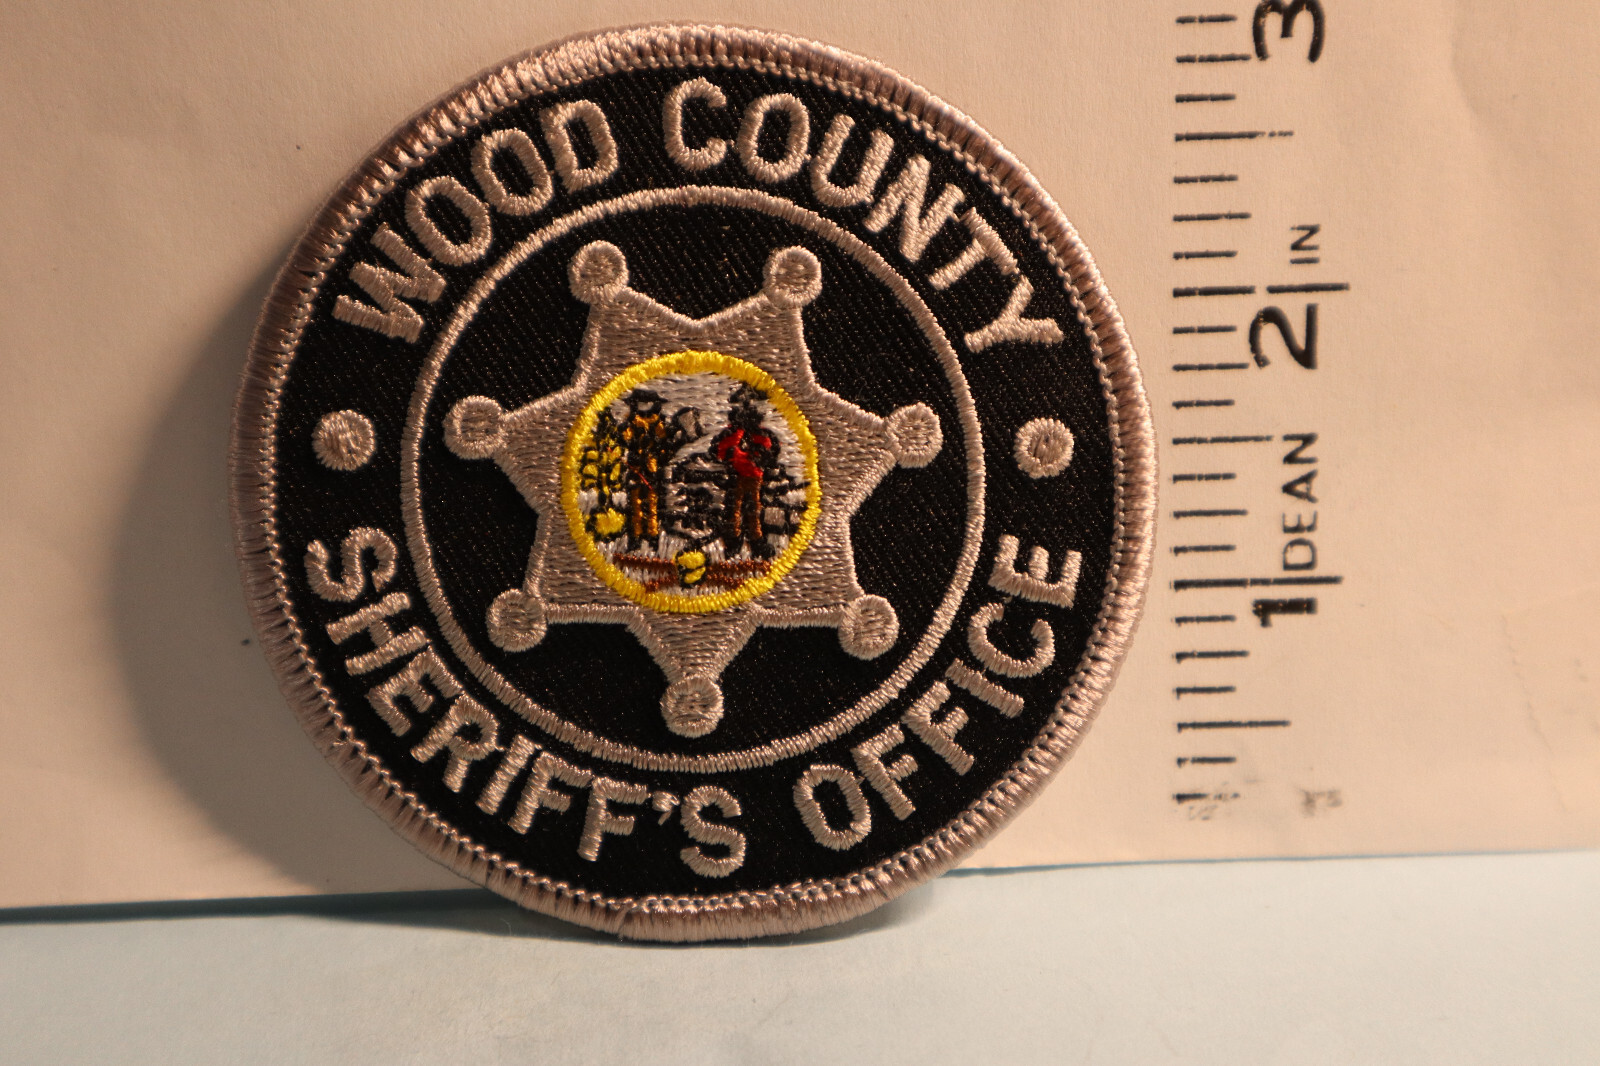 WOOD COUNTY
SHERIFF'S OFFICE
1 DEAN 2 IN 3